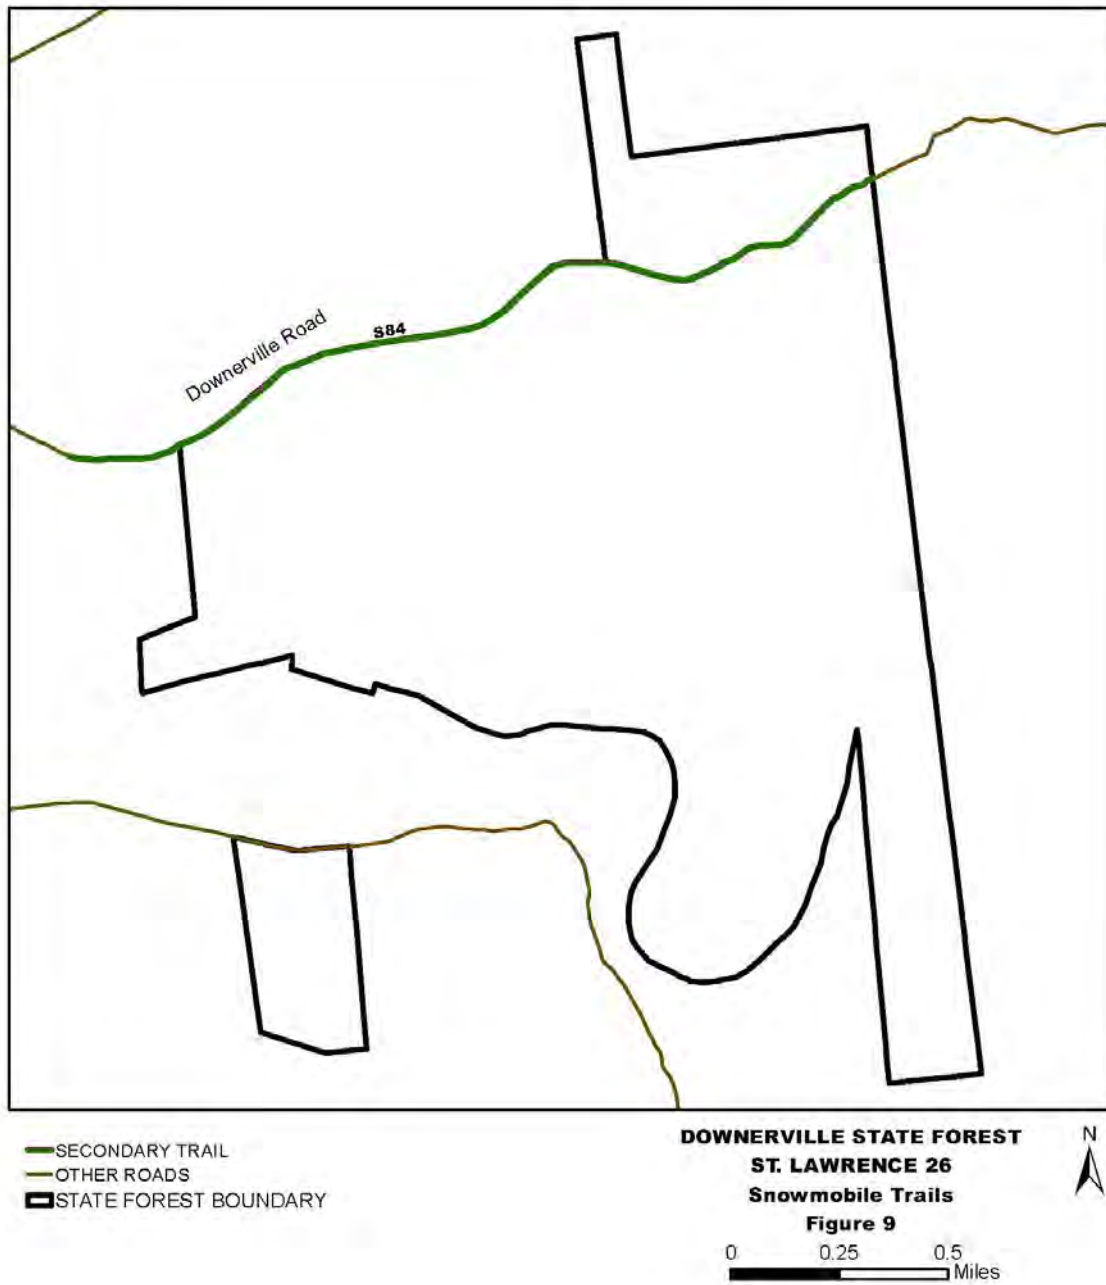 Downerville Road
S84
SECONDARY TRAIL
OTHER ROADS
STATE FOREST BOUNDARY
DOWNERVILLE STATE FOREST
ST. LAWRENCE 26
Snowmobile Trails
Figure 9
N
0 0.25 0.5
Miles